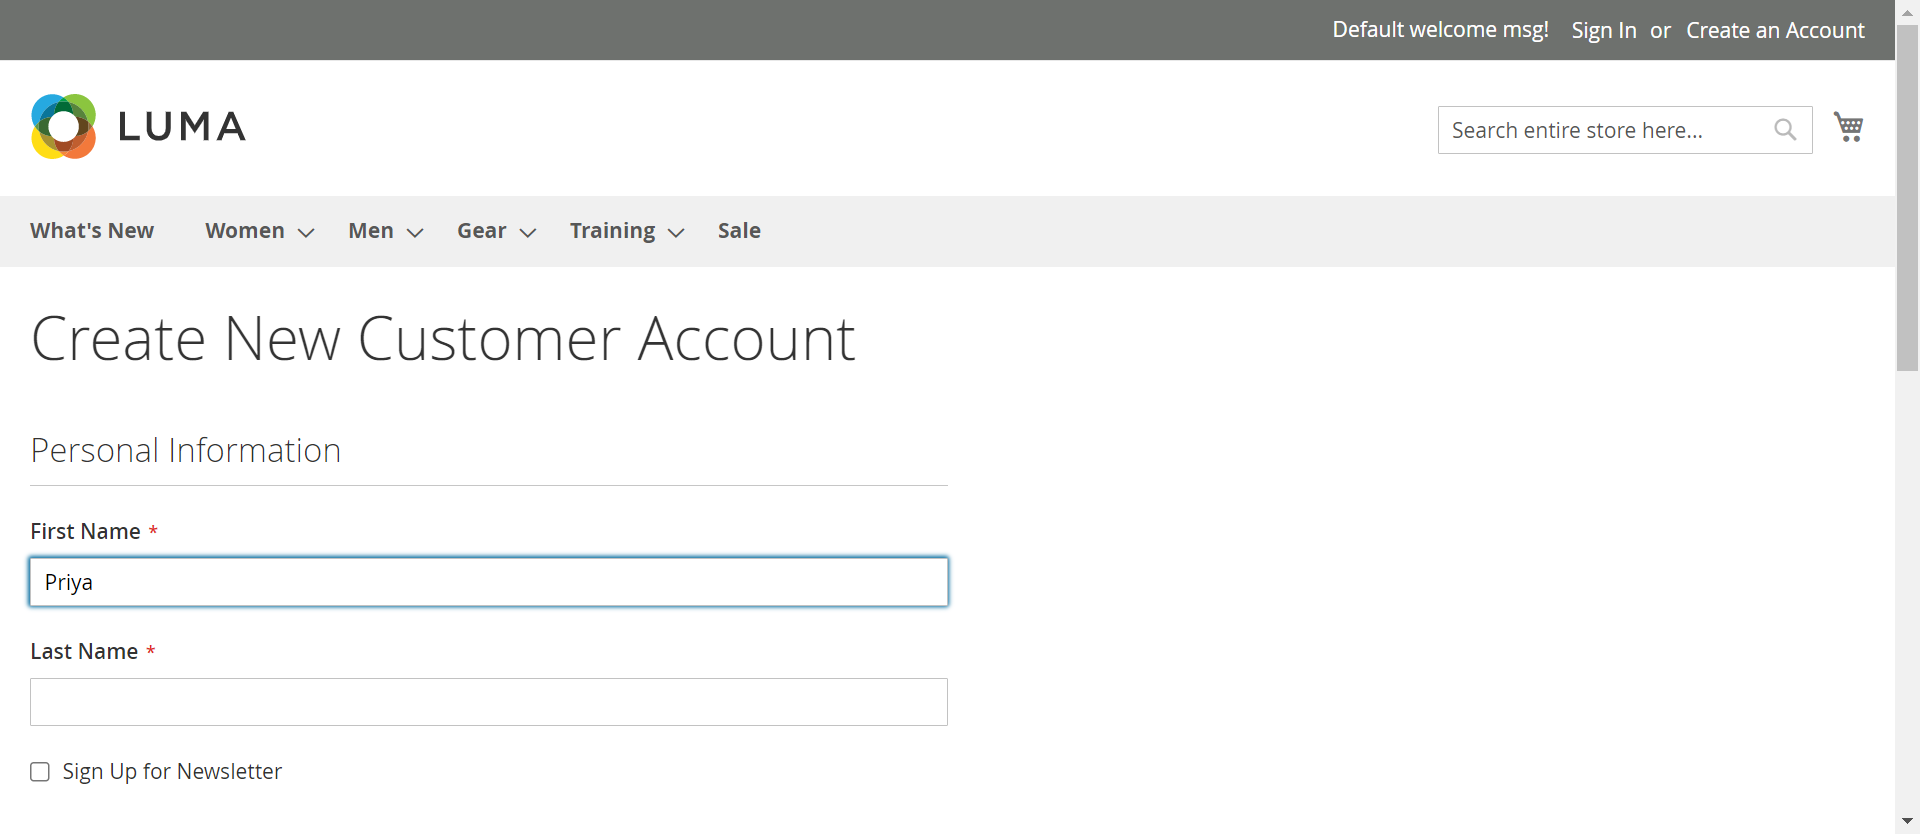 Default welcome msg! Sign In or Create an Account
LUMA
Search entire store here...
What's New Women Men Gear Training Sale
Create New Customer Account
Personal Information
First Name *
Priya
Last Name *
Sign Up for Newsletter